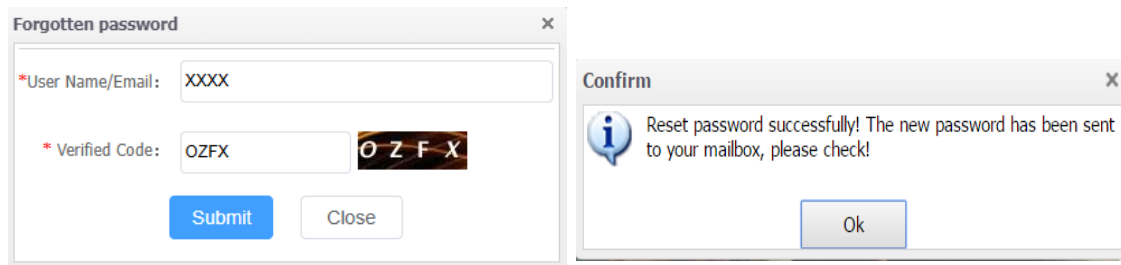 Forgotten password ×
*User Name/Email: XXXX
* Verified Code: OZFX OZFX
Submit Close
Confirm ×
Reset password successfully! The new password has been sent
to your mailbox, please check!
Ok